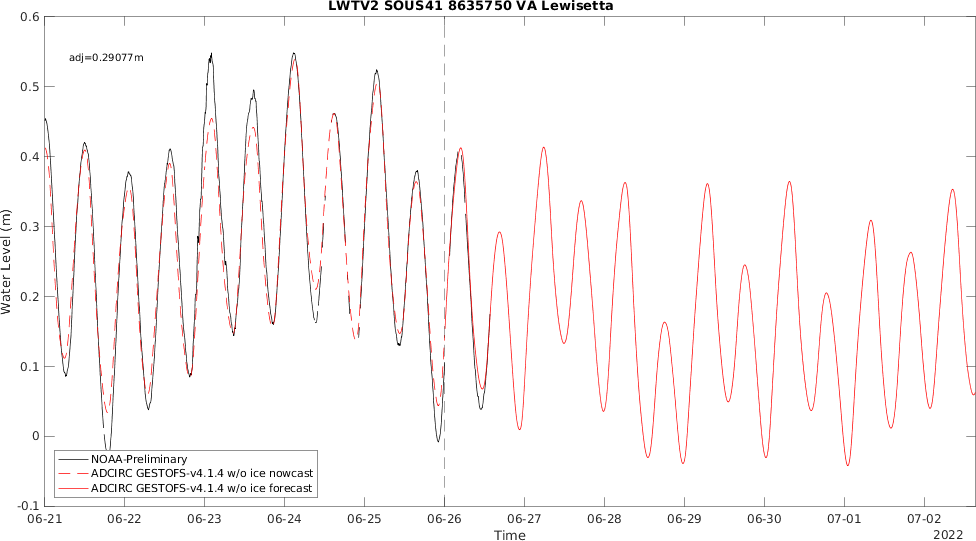 LWTV2 SOUS41 8635750 VA Lewisetta
adj=0.29077m
Water Level (m)
0.6
0.5
0.4
0.3
0.2
0.1
0
-0.1
NOAA-Preliminary
ADCIRC GESTOFS-v4.1.4 w/o ice nowcast
ADCIRC GESTOFS-v4.1.4 w/o ice forecast
06-21 06-22 06-23 06-24 06-25 06-26 06-27 06-28 06-29 06-30 07-01 07-02
Time
2022